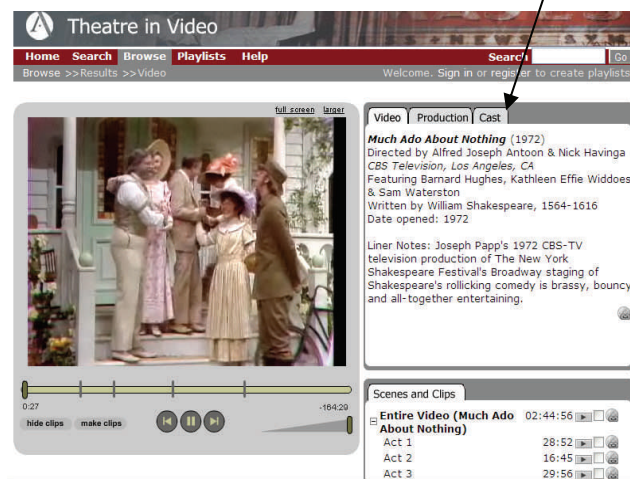 Theatre in Video
Home Search Browse Playlists Help
Search Go
Browse >>Results >>Video
Welcome. Sign in or register to create playlists
full screen larger
0:27
-164:29
hide clips make clips
Video Production Cast
Much Ado About Nothing (1972)
Directed by Alfred Joseph Antoon & Nick Havinga
CBS Television, Los Angeles, CA
Featuring Barnard Hughes, Kathleen Effie Widdoes
& Sam Waterston
Written by William Shakespeare, 1564-1616
Date opened: 1972
Liner Notes: Joseph Papp's 1972 CBS-TV
television production of The New York
Shakespeare Festival's Broadway staging of
Shakespeare's rollicking comedy is brassy, bouncy
and all-together entertaining.
Scenes and Clips
Entire Video (Much Ado 02:44:56
About Nothing)
Act 1 28:52
Act 2 16:45
Act 3 29:56